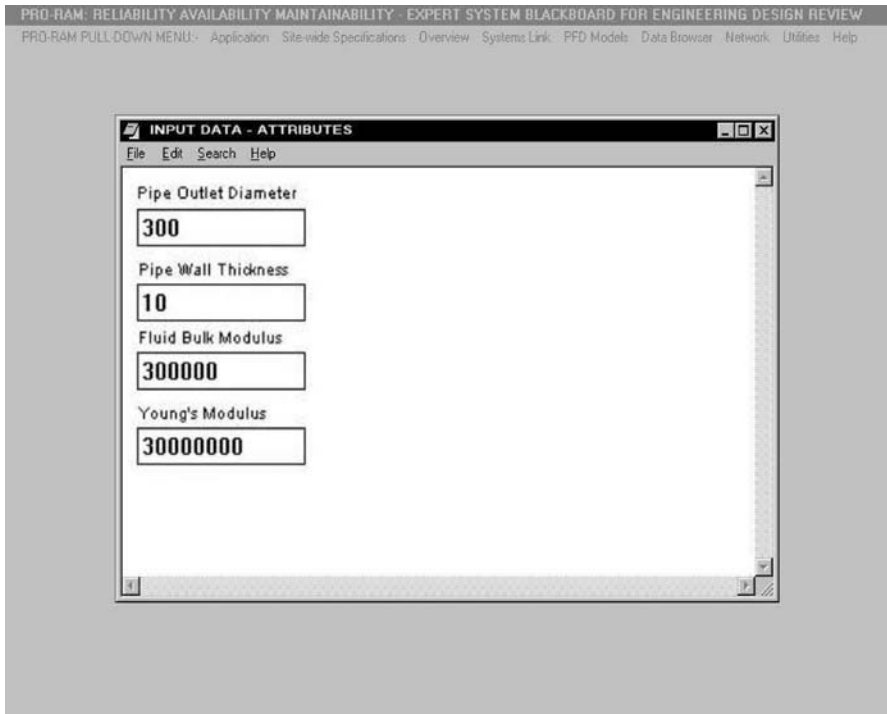 PRO-RAM: RELIABILITY AVAILABILITY MAINTAINABILITY - EXPERT SYSTEM BLACKBOARD FOR ENGINEERING DESIGN REVIEW
PRO-RAM PULL-DOWN MENU:- Application Site-wide Specifications Overview Systems Link PFD Models Data Browser Network Utilities Help
INPUT DATA - ATTRIBUTES
File Edit Search Help
Pipe Outlet Diameter
300
Pipe Wall Thickness
10
Fluid Bulk Modulus
300000
Young's Modulus
30000000